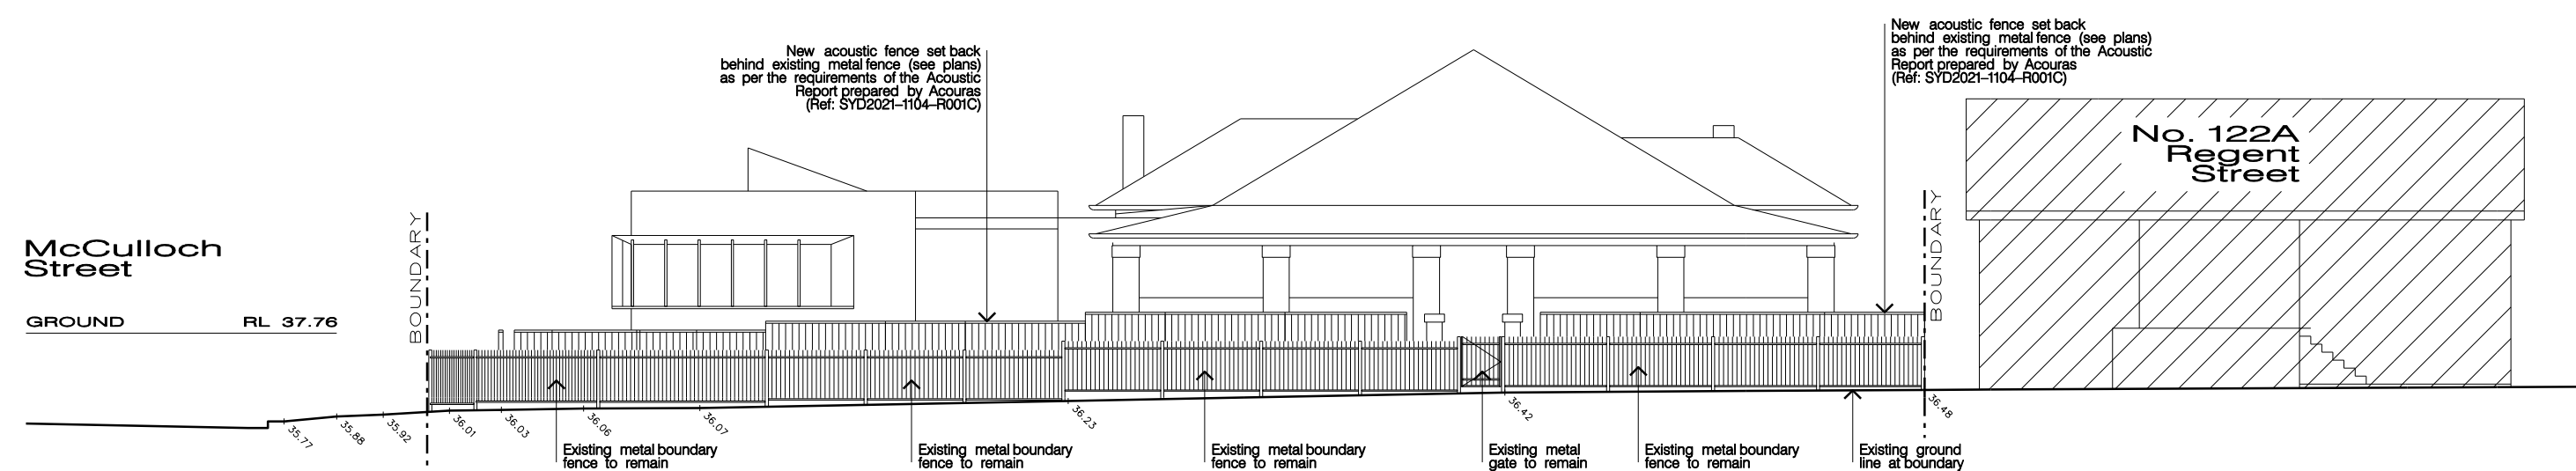 McCulloch
Street
GROUND RL 37.76
BOUNDARY
New acoustic fence set back
behind existing metal fence (see plans)
as per the requirements of the Acoustic
Report prepared by Acouras
(Ref: SYD2021-1104-R001C)
New acoustic fence set back
behind existing metal fence (see plans)
as per the requirements of the Acoustic
Report prepared by Acouras
(Ref: SYD2021-1104-R001C)
BOUNDARY
No. 122A
Regent
Street
35.77
35.88
35.92
36.01
36.03
36.06
36.07
36.23
36.42
36.48
Existing metal boundary
fence to remain
Existing metal boundary
fence to remain
Existing metal boundary
fence to remain
Existing metal
gate to remain
Existing metal boundary
fence to remain
Existing ground
line at boundary